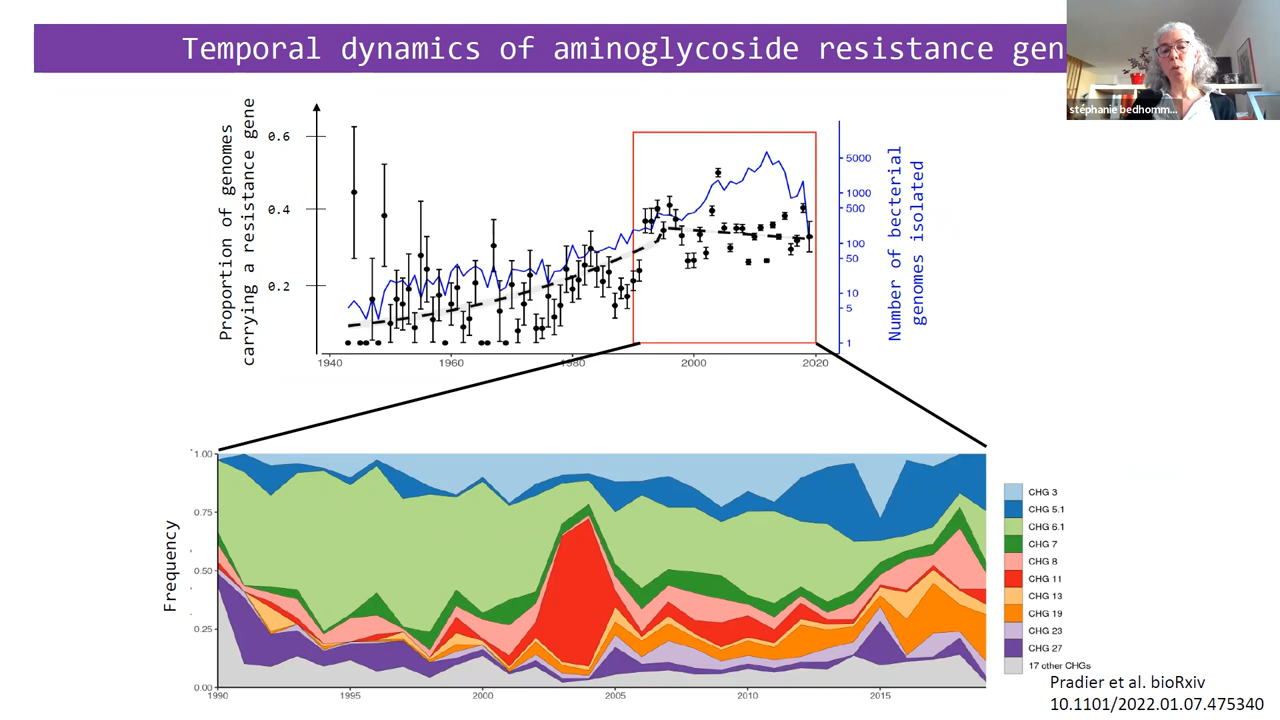 Temporal dynamics of aminoglycoside resistance gen
stéphanie bedhomm...
Proportion of genomes
carrying a resistance gene
0.6
0.4
0.2
1940
1960
1980
2000
2020
5000
1000
500
100
50
10
5
1
Number of becterial
genomes isolated
Frequency
1.00
0.75
0.50
0.25
0.00
1990
1995
2000
2005
2010
2015
CHG 3
CHG 5.1
CHG 6.1
CHG 7
CHG 8
CHG 11
CHG 13
CHG 19
CHG 23
CHG 27
17 other CHGs
Pradier et al. bioRxiv
10.1101/2022.01.07.475340